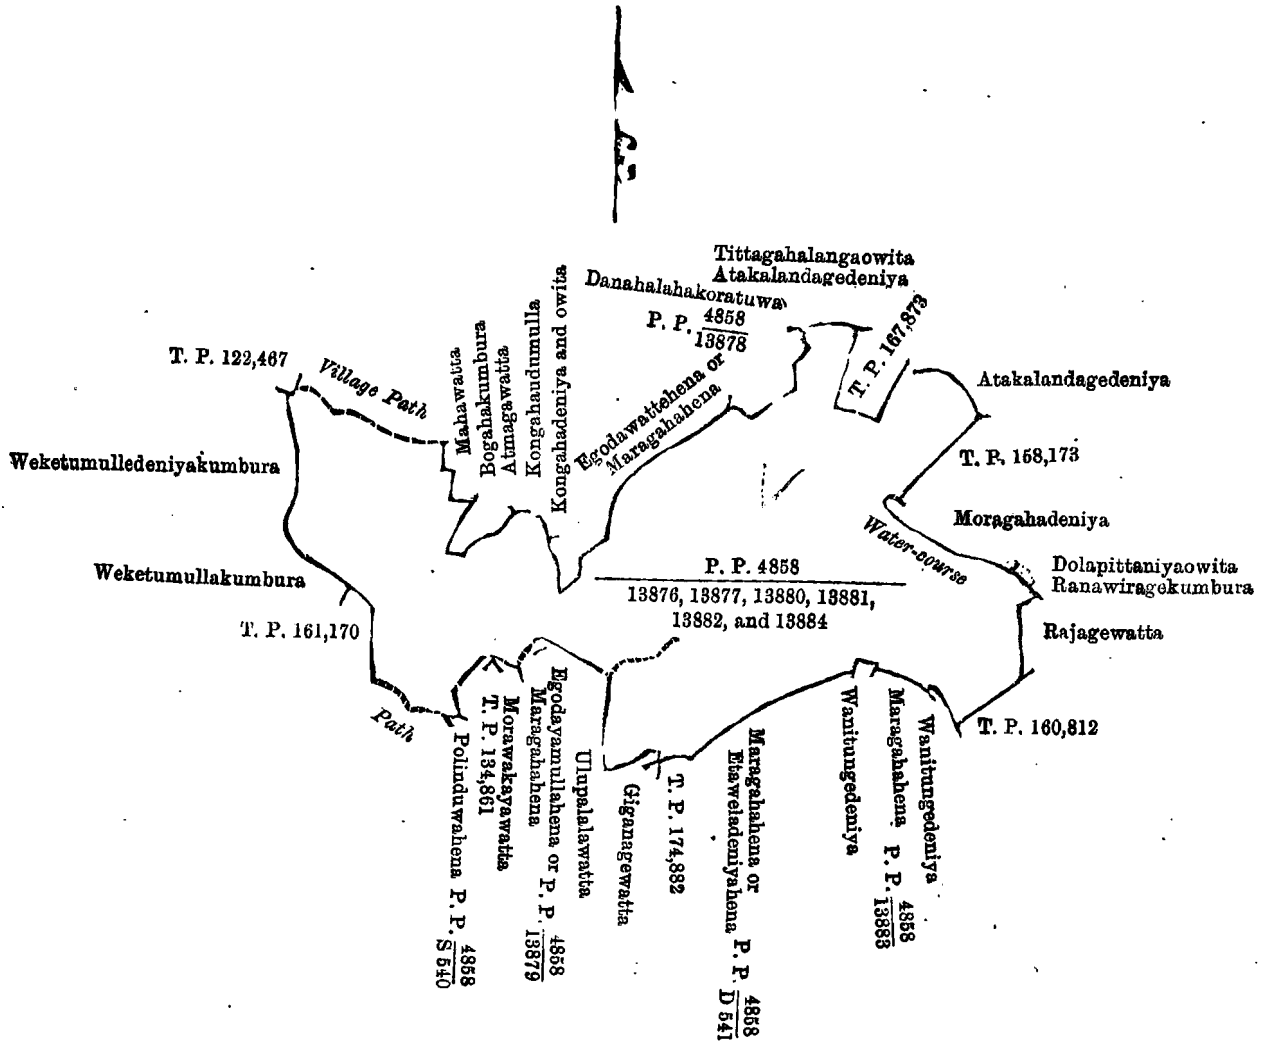 Tittagahalangaowita
Atakalandagedeniya
Danahalahakoratuwa
P. P. 4858
13878
T. P. 167,873
T. P. 122,467
Village Path
Mahawatta
Bogahakumbura
Atmagawatta
Kongahaudumulla
Kongahadeniya and owita
Egodawattehena or
Maragahahena
Atakalandagedeniya
T. P. 158,173
Weketumulledeniyakumbura
Moragahadeniya
Water-course
Dolapittaniyaowita
Ranawiragekumbura
Weketumullakumbura
P. P. 4858
13876, 13877, 13880, 13881,
13882, and 13884
T. P. 161,170
Rajagewatta
Path
T. P. 160,812
Polinduwahena P. P. 4858
S 540
T. P. 134,861
Morawakayawatta
Maragahahena
Egodayamullahena or P. P. 4858
13879
Ulupalalawatta
Giganagewatta
T. P. 174,882
Maragahahena or
Etaweladeniyahena P. P. 4858
D 541
Wanitungedeniya
Maragahahena P. P. 4858
13883
Wanitungedeniya